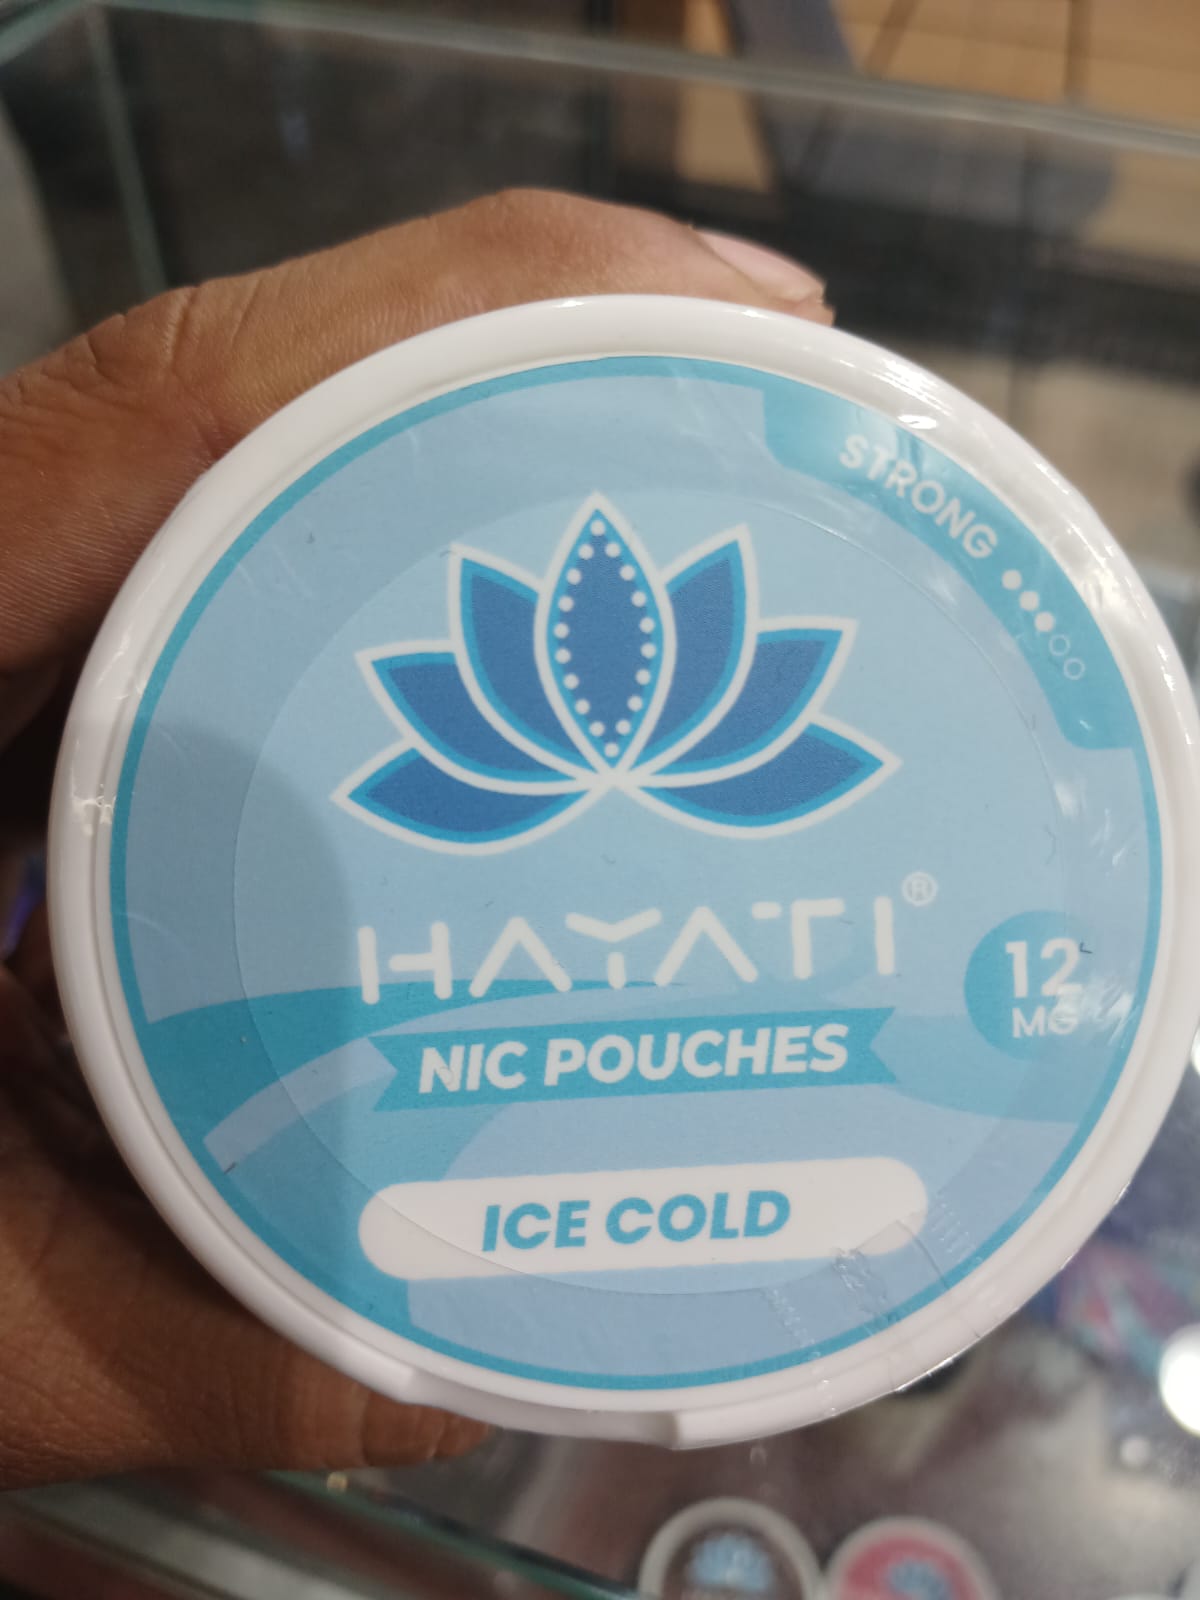 STRONG
HAYATI®
12
MG
NIC POUCHES
ICE COLD